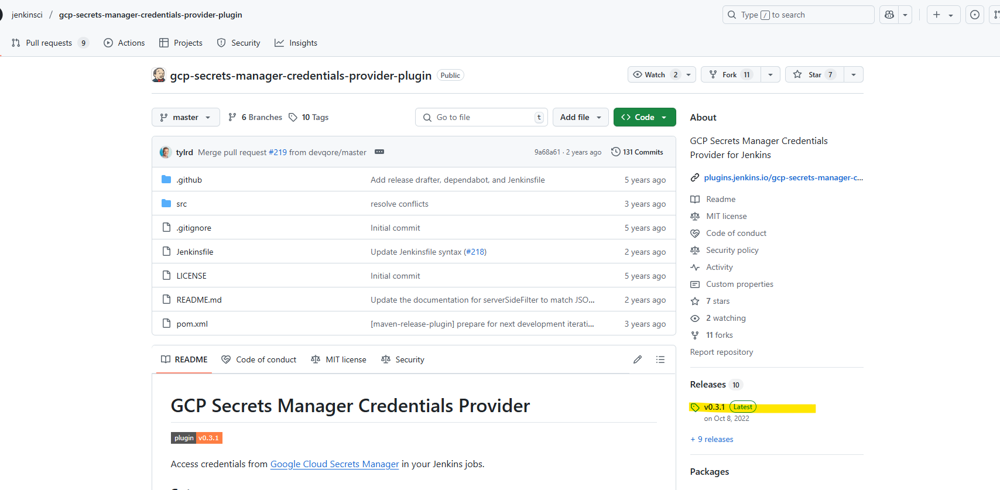 jenkinsci / gcp-secrets-manager-credentials-provider-plugin
Type / to search
Pull requests 9 Actions Projects Security Insights
gcp-secrets-manager-credentials-provider-plugin Public
Watch 2 Fork 11 Star 7
master 6 Branches 10 Tags Go to file t Add file Code
tylrd Merge pull request #219 from devqore/master 9a68a61 · 2 years ago 131 Commits
.github Add release drafter, dependabot, and Jenkinsfile 5 years ago
src resolve conflicts 3 years ago
.gitignore Initial commit 5 years ago
Jenkinsfile Update Jenkinsfile syntax (#218) 2 years ago
LICENSE Initial commit 5 years ago
README.md Update the documentation for serverSideFilter to match JSO... 2 years ago
pom.xml [maven-release-plugin] prepare for next development iterati... 3 years ago
README Code of conduct MIT license Security
GCP Secrets Manager Credentials Provider
plugin v0.3.1
Access credentials from Google Cloud Secrets Manager in your Jenkins jobs.
About
GCP Secrets Manager Credentials
Provider for Jenkins
plugins.jenkins.io/gcp-secrets-manager-c...
Readme
MIT license
Code of conduct
Security policy
Activity
Custom properties
7 stars
2 watching
11 forks
Report repository
Releases 10
v0.3.1 Latest
on Oct 8, 2022
+ 9 releases
Packages